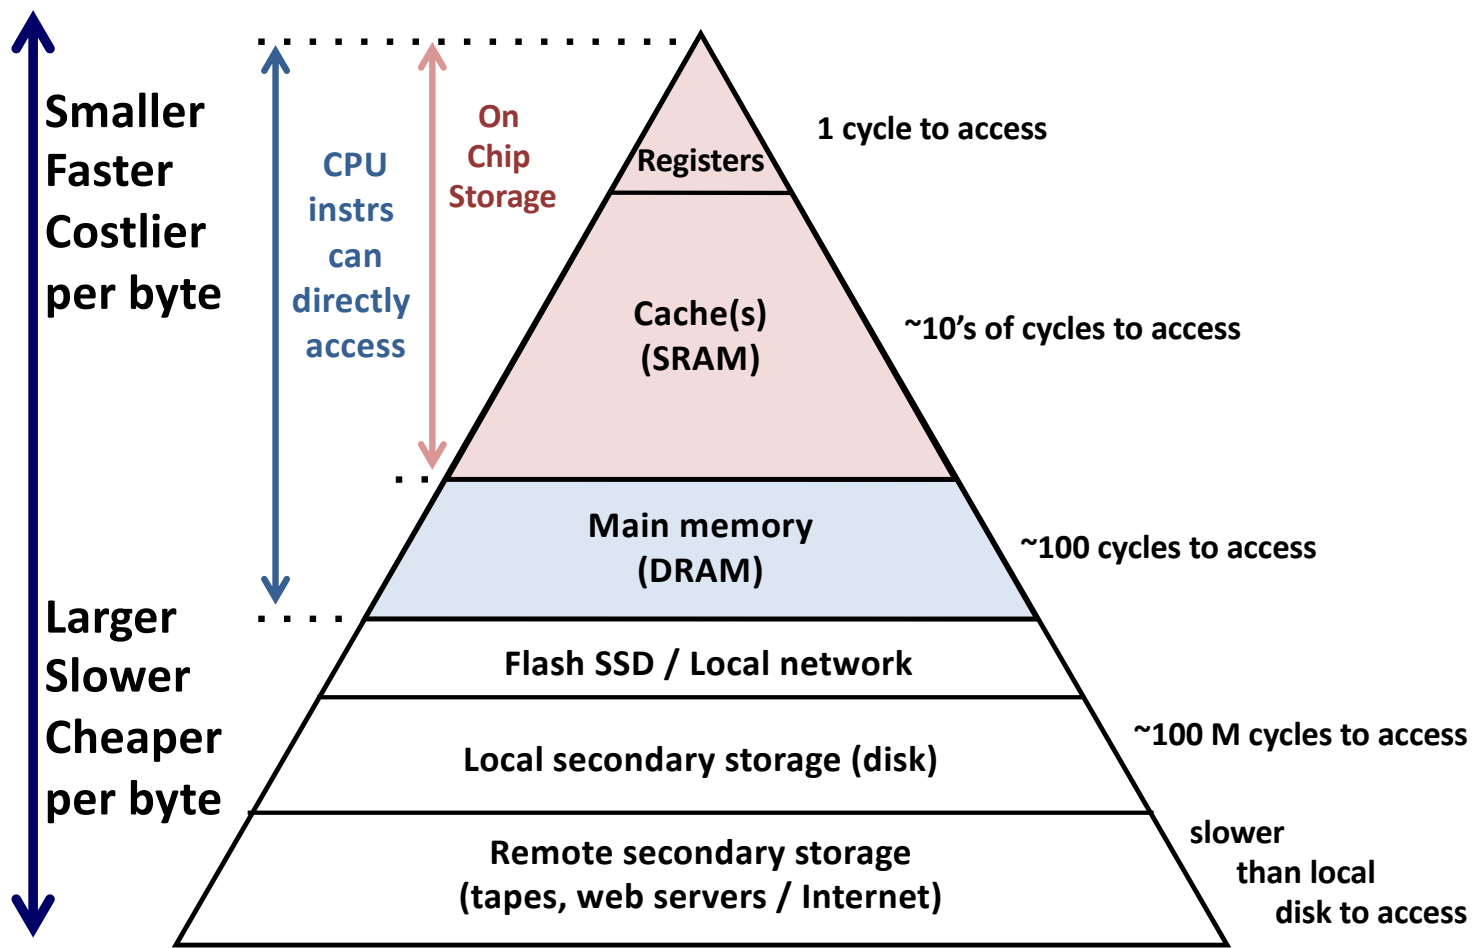 Smaller
Faster
Costlier
per byte
CPU
instrs
can
directly
access
On
Chip
Storage
Registers
1 cycle to access
Cache(s)
(SRAM)
~10’s of cycles to access
Main memory
(DRAM)
~100 cycles to access
Larger
Slower
Cheaper
per byte
Flash SSD / Local network
Local secondary storage (disk)
~100 M cycles to access
Remote secondary storage
(tapes, web servers / Internet)
slower
than local
disk to access